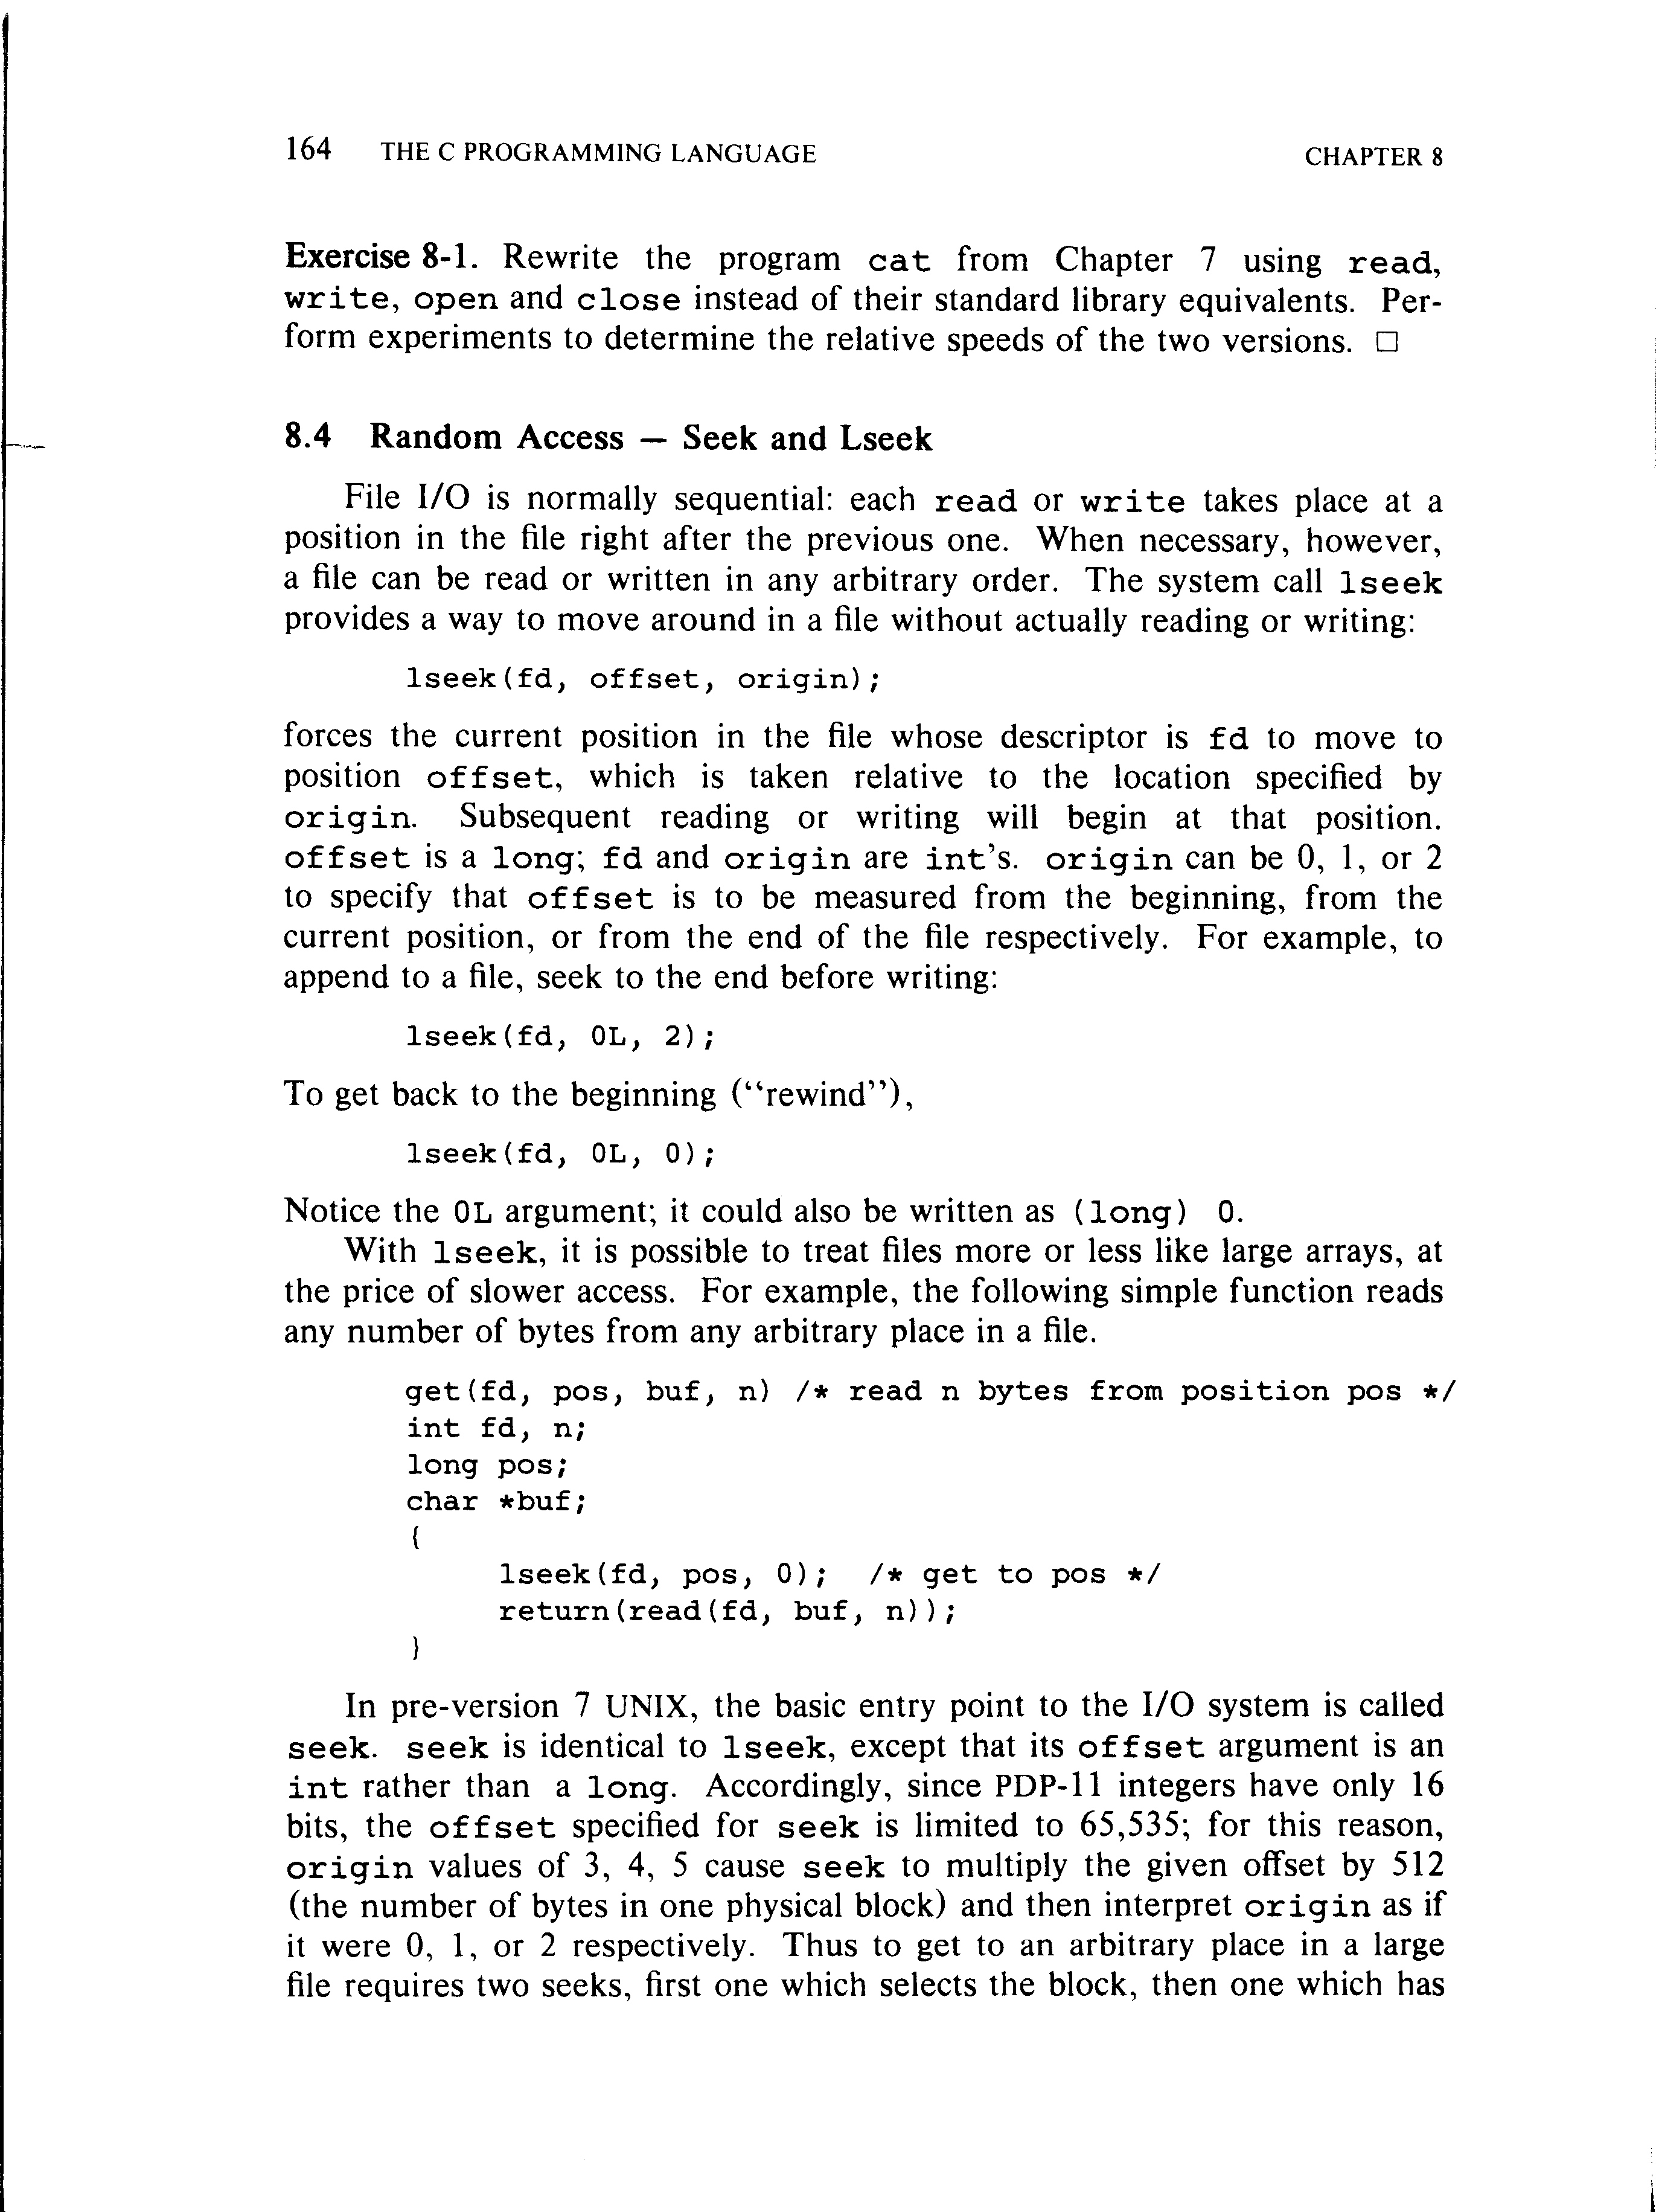 164 THE C PROGRAMMING LANGUAGE CHAPTER 8
Exercise 8-1. Rewrite the program cat from Chapter 7 using read,
write, open and close instead of their standard library equivalents. Per-
form experiments to determine the relative speeds of the two versions. □
8.4 Random Access — Seek and Lseek
File I/O is normally sequential: each read or write takes place at a
position in the file right after the previous one. When necessary, however,
a file can be read or written in any arbitrary order. The system call lseek
provides a way to move around in a file without actually reading or writing:
lseek(fd, offset, origin);
forces the current position in the file whose descriptor is fd to move to
position offset, which is taken relative to the location specified by
origin. Subsequent reading or writing will begin at that position.
offset is a long; fd and origin are int's. origin can be 0, 1, or 2
to specify that offset is to be measured from the beginning, from the
current position, or from the end of the file respectively. For example, to
append to a file, seek to the end before writing:
lseek(fd, 0L, 2);
To get back to the beginning (“rewind”),
lseek(fd, 0L, 0);
Notice the 0L argument; it could also be written as (long) 0.
With lseek, it is possible to treat files more or less like large arrays, at
the price of slower access. For example, the following simple function reads
any number of bytes from any arbitrary place in a file.
get(fd, pos, buf, n) /* read n bytes from position pos */
int fd, n;
long pos;
char *buf;
{
lseek(fd, pos, 0); /* get to pos */
return(read(fd, buf, n));
}
In pre-version 7 UNIX, the basic entry point to the I/O system is called
seek. seek is identical to lseek, except that its offset argument is an
int rather than a long. Accordingly, since PDP-11 integers have only 16
bits, the offset specified for seek is limited to 65,535; for this reason,
origin values of 3, 4, 5 cause seek to multiply the given offset by 512
(the number of bytes in one physical block) and then interpret origin as if
it were 0, 1, or 2 respectively. Thus to get to an arbitrary place in a large
file requires two seeks, first one which selects the block, then one which has